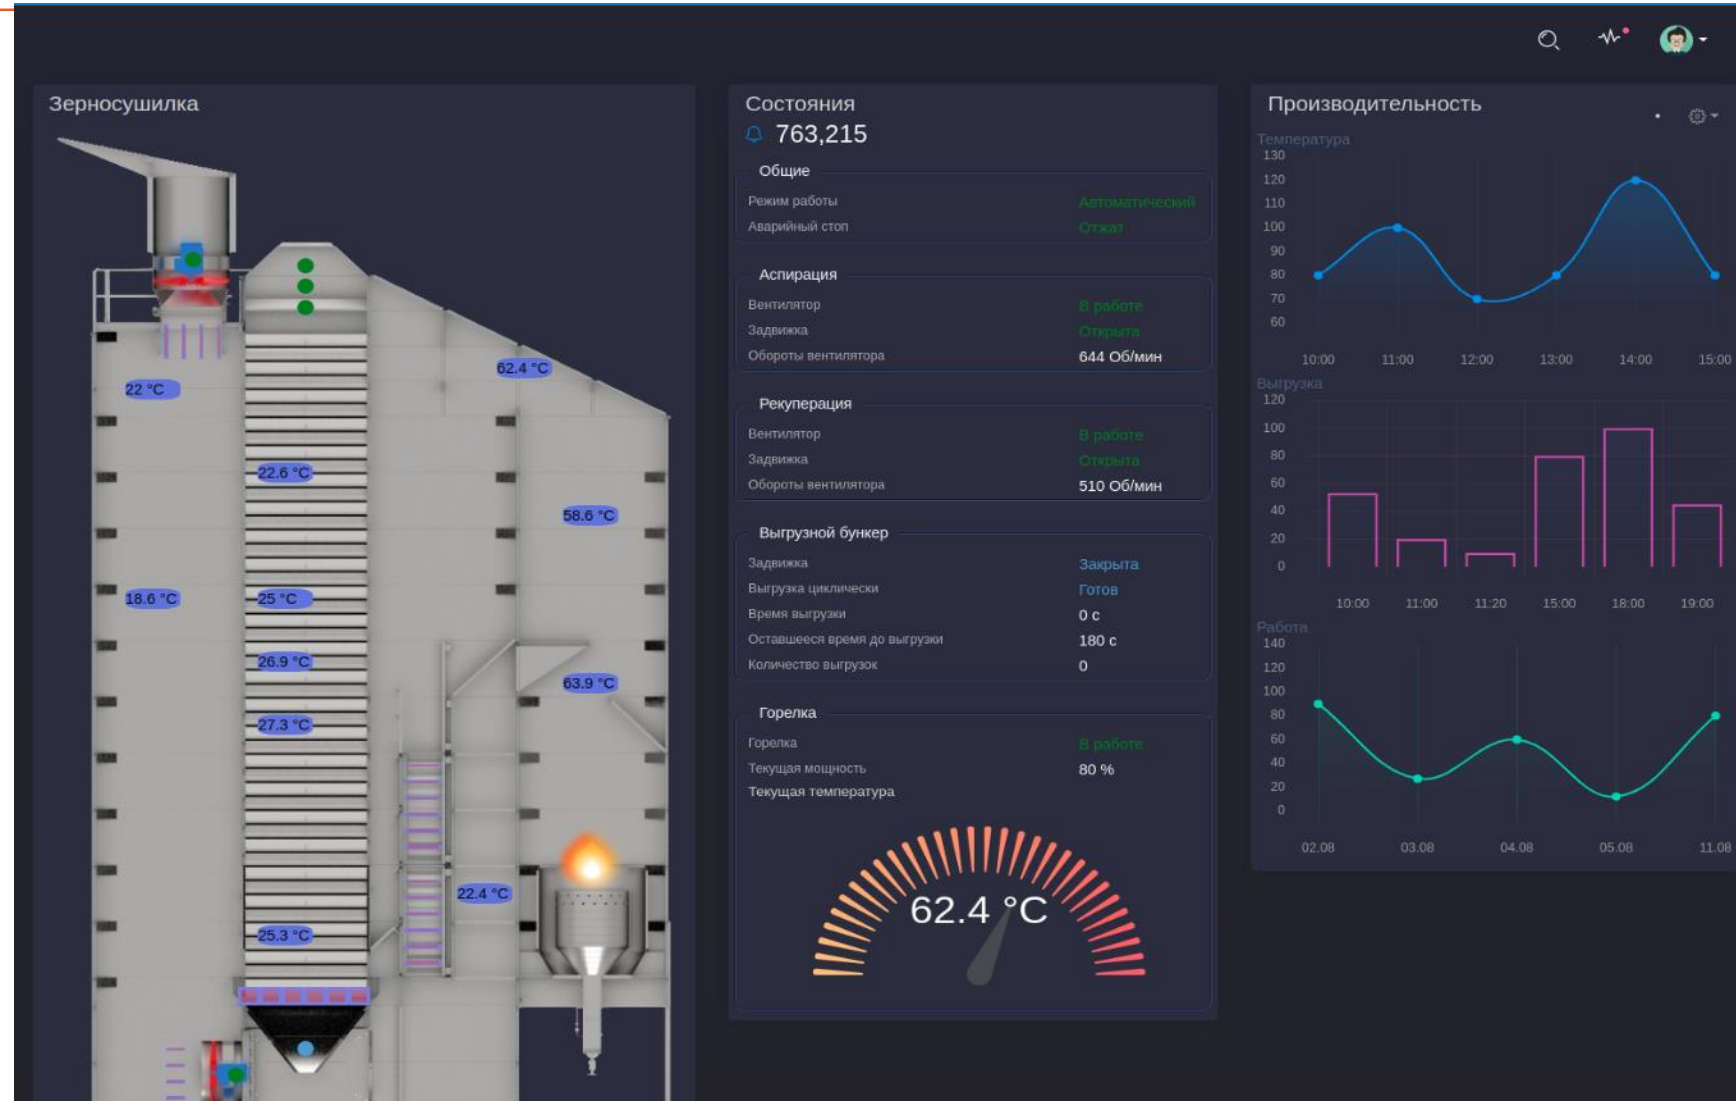 Зерносушилка
62.4 °C
22 °C
22.6 °C
58.6 °C
18.6 °C
25 °C
26.9 °C
63.9 °C
27.3 °C
22.4 °C
25.3 °C
Состояния
763,215
Общие
Режим работы Автоматический
Аварийный стоп Отжат
Аспирация
Вентилятор В работе
Задвижка Открыта
Обороты вентилятора 644 Об/мин
Рекуперация
Вентилятор В работе
Задвижка Открыта
Обороты вентилятора 510 Об/мин
Выгрузной бункер
Задвижка Закрыта
Выгрузка циклически Готов
Время выгрузки 0 с
Оставшееся время до выгрузки 180 с
Количество выгрузок 0
Горелка
Горелка В работе
Текущая мощность 80 %
Текущая температура
62.4 °C
Производительность
Температура
130
120
110
100
90
80
70
60
10:00 11:00 12:00 13:00 14:00 15:00
Выгрузка
120
100
80
60
40
20
0
10:00 11:00 11:20 15:00 18:00 19:00
Работа
140
120
100
80
60
40
20
0
02.08 03.08 04.08 05.08 11.08